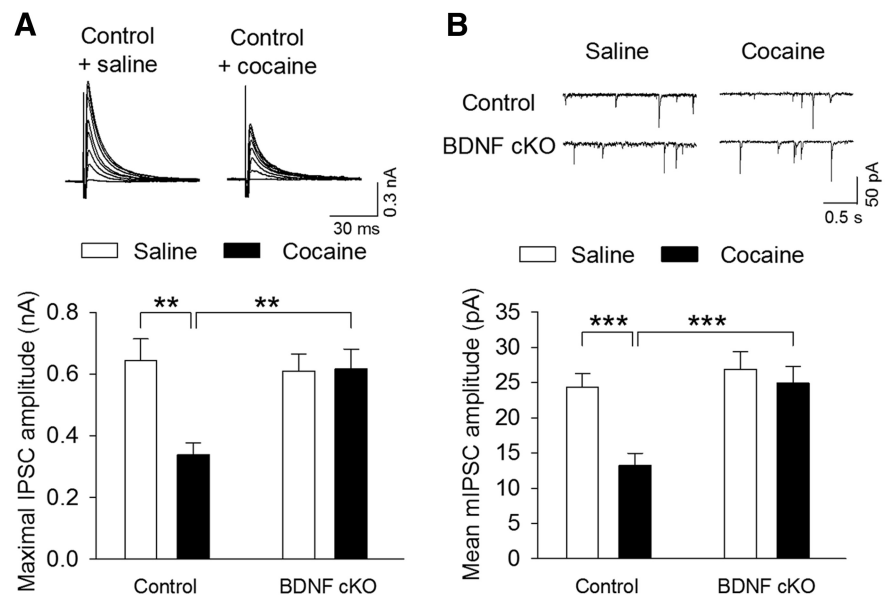 A
Control
+ saline
Control
+ cocaine
0.3 nA
30 ms
Saline
Cocaine
Maximal IPSC amplitude (nA)
0.8
0.6
0.4
0.2
0.0
**
**
Control
BDNF cKO
B
Saline
Cocaine
Control
BDNF cKO
50 pA
0.5 s
Saline
Cocaine
Mean mIPSC amplitude (pA)
35
30
25
20
15
10
5
0
***
***
Control
BDNF cKO